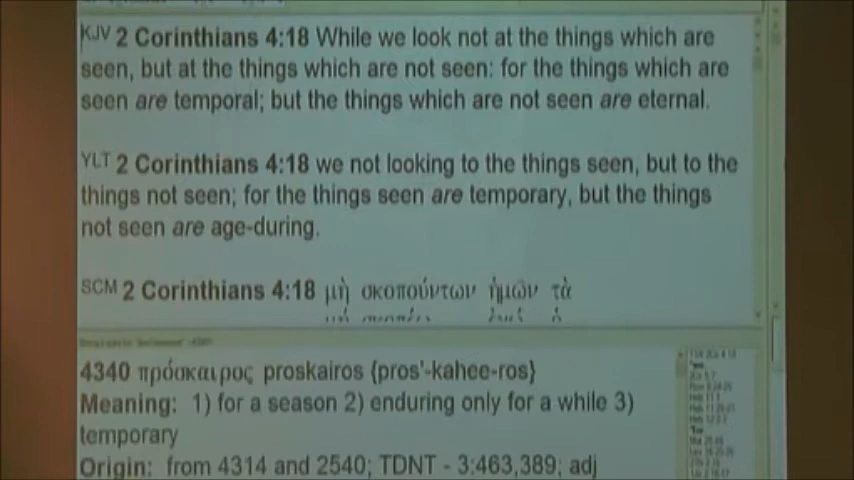 KJV 2 Corinthians 4:18 While we look not at the things which are
seen, but at the things which are not seen: for the things which are
seen are temporal; but the things which are not seen are eternal.
YLT 2 Corinthians 4:18 we not looking to the things seen, but to the
things not seen; for the things seen are temporary, but the things
not seen are age-during.
SCM 2 Corinthians 4:18 μὴ σκοπούντων ἡμῶν τὰ
4340 πρόσκαιρος proskairos {pros'-kahee-ros}
Meaning: 1) for a season 2) enduring only for a while 3)
temporary
Origin: from 4314 and 2540; TDNT - 3:463,389; adj